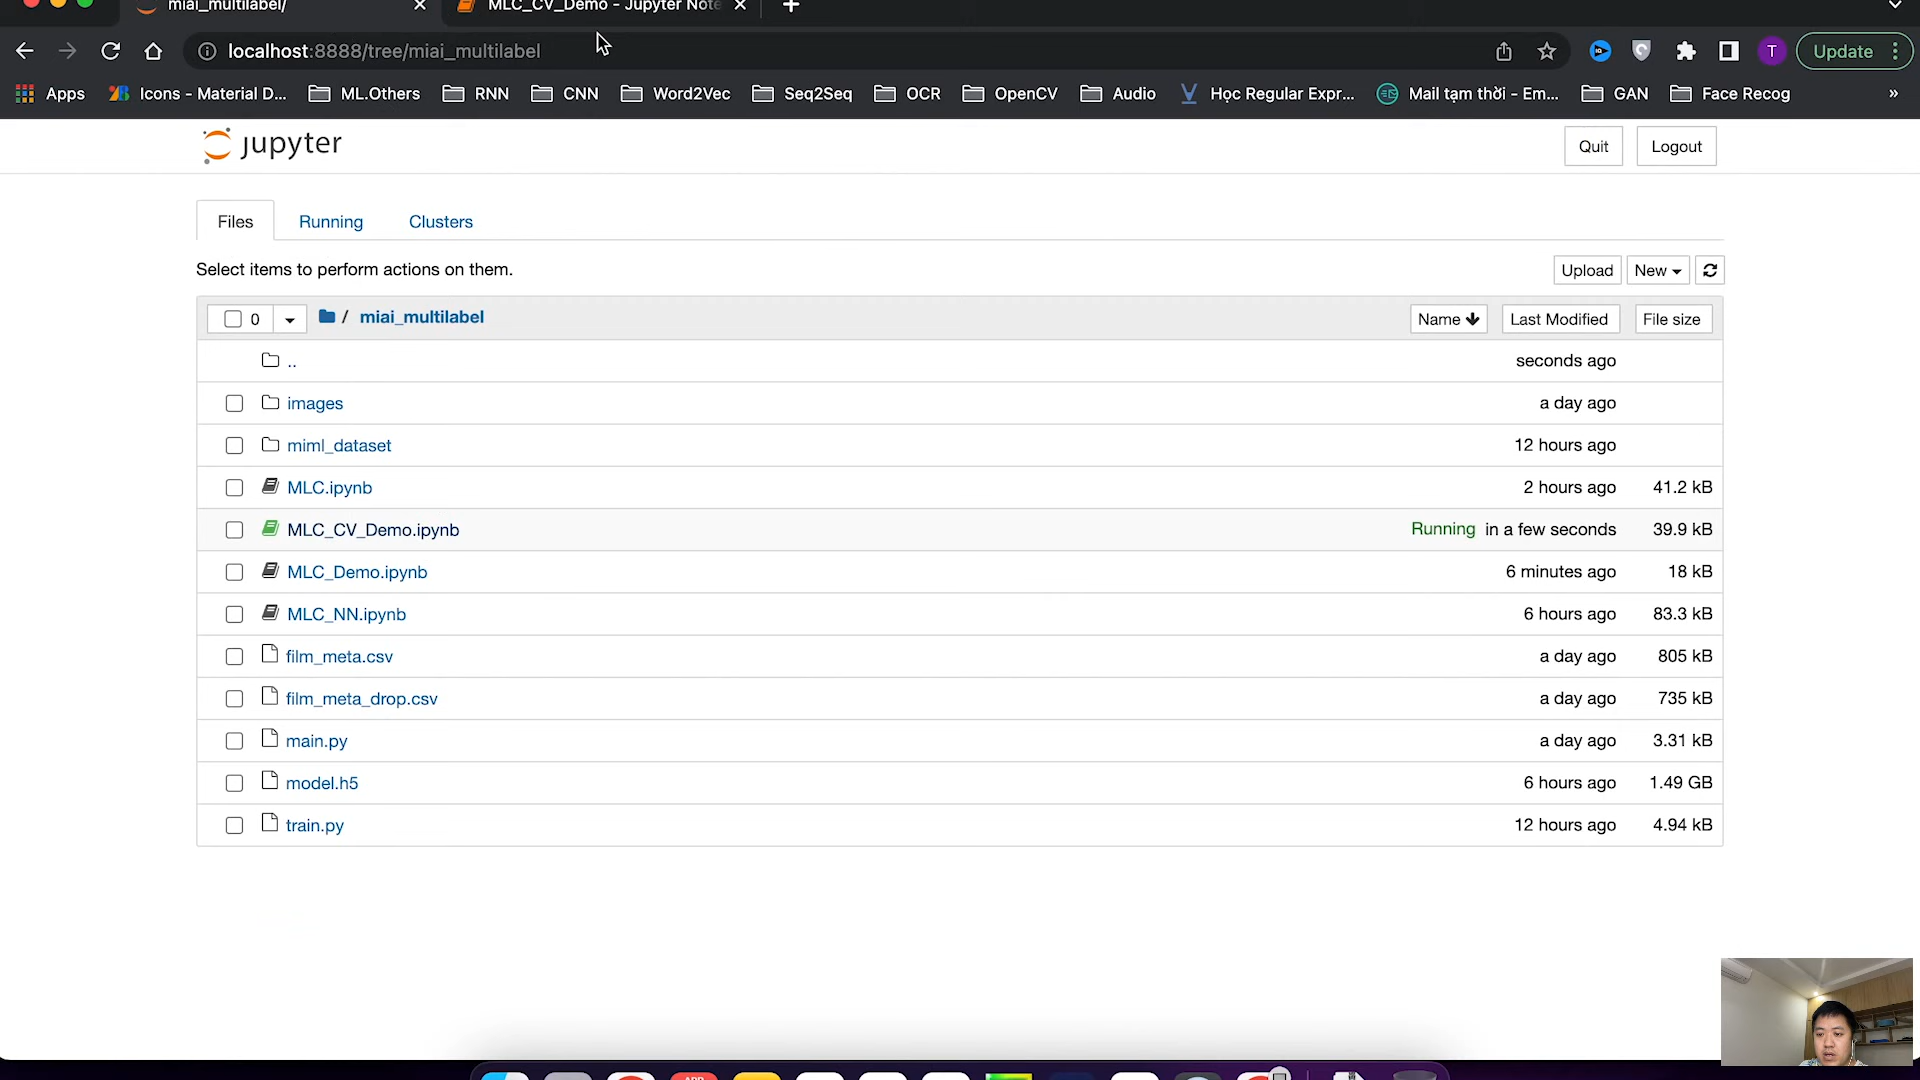 miai_multilabel/
MLC_CV_Demo - Jupyter Note
localhost:8888/tree/miai_multilabel
T
Update
Apps
Icons - Material D...
ML.Others
RNN
CNN
Word2Vec
Seq2Seq
OCR
OpenCV
Audio
Học Regular Expr...
Mail tạm thời - Em...
GAN
Face Recog
»
jupyter
Quit
Logout
Files
Running
Clusters
Select items to perform actions on them.
Upload
New
0
/ miai_multilabel
Name
Last Modified
File size
.. seconds ago
images a day ago
miml_dataset 12 hours ago
MLC.ipynb 2 hours ago 41.2 kB
MLC_CV_Demo.ipynb Running in a few seconds 39.9 kB
MLC_Demo.ipynb 6 minutes ago 18 kB
MLC_NN.ipynb 6 hours ago 83.3 kB
film_meta.csv a day ago 805 kB
film_meta_drop.csv a day ago 735 kB
main.py a day ago 3.31 kB
model.h5 6 hours ago 1.49 GB
train.py 12 hours ago 4.94 kB